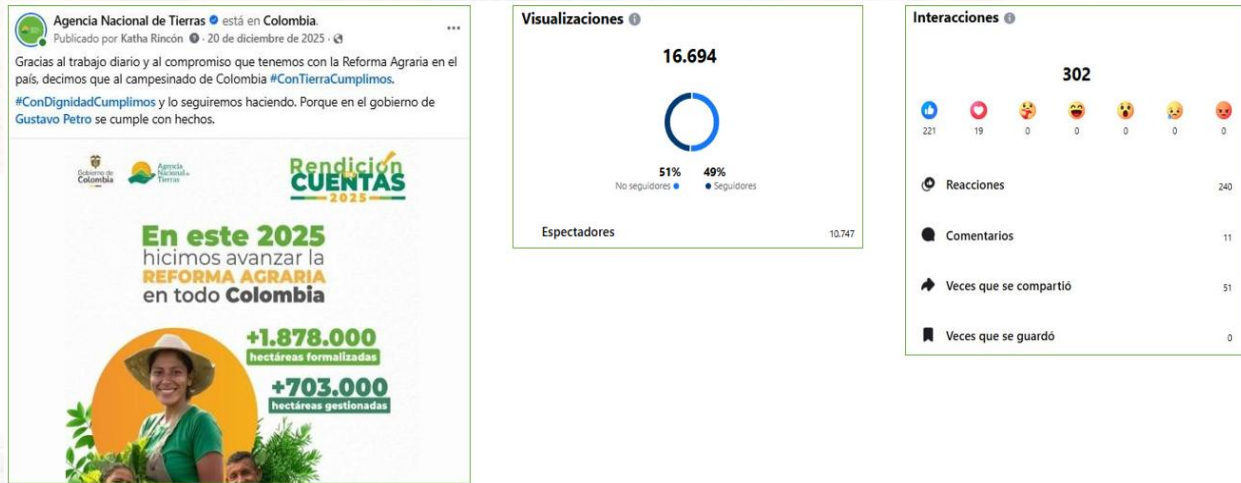 Agencia Nacional de Tierras está en Colombia.
Publicado por Katha Rincón · 20 de diciembre de 2025 ·
Gracias al trabajo diario y al compromiso que tenemos con la Reforma Agraria en el
país, decimos que al campesinado de Colombia #ConTierraCumplimos.
#ConDignidadCumplimos y lo seguiremos haciendo. Porque en el gobierno de
Gustavo Petro se cumple con hechos.
Gobierno de
Colombia
Agencia
Nacional de
Tierras
Rendición
CUENTAS
2025
En este 2025
hicimos avanzar la
REFORMA AGRARIA
en todo Colombia
+1.878.000
hectáreas formalizadas
+703.000
hectáreas gestionadas
Visualizaciones
16.694
51% 49%
No seguidores Seguidores
Espectadores 10.747
Interacciones
302
221 19 0 0 0 0 0
Reacciones 240
Comentarios 11
Veces que se compartió 51
Veces que se guardó 0